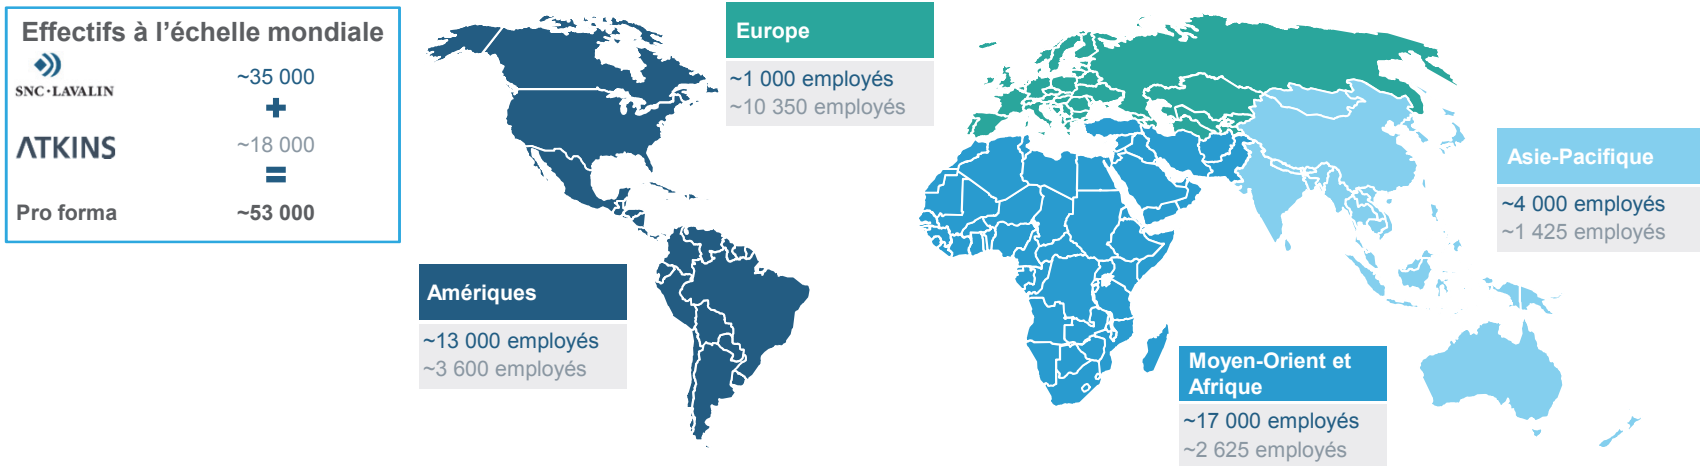 Effectifs à l’échelle mondiale
SNC·LAVALIN ~35 000
+
ATKINS ~18 000
=
Pro forma ~53 000
Europe
~1 000 employés
~10 350 employés
Asie-Pacifique
~4 000 employés
~1 425 employés
Amériques
~13 000 employés
~3 600 employés
Moyen-Orient et
Afrique
~17 000 employés
~2 625 employés